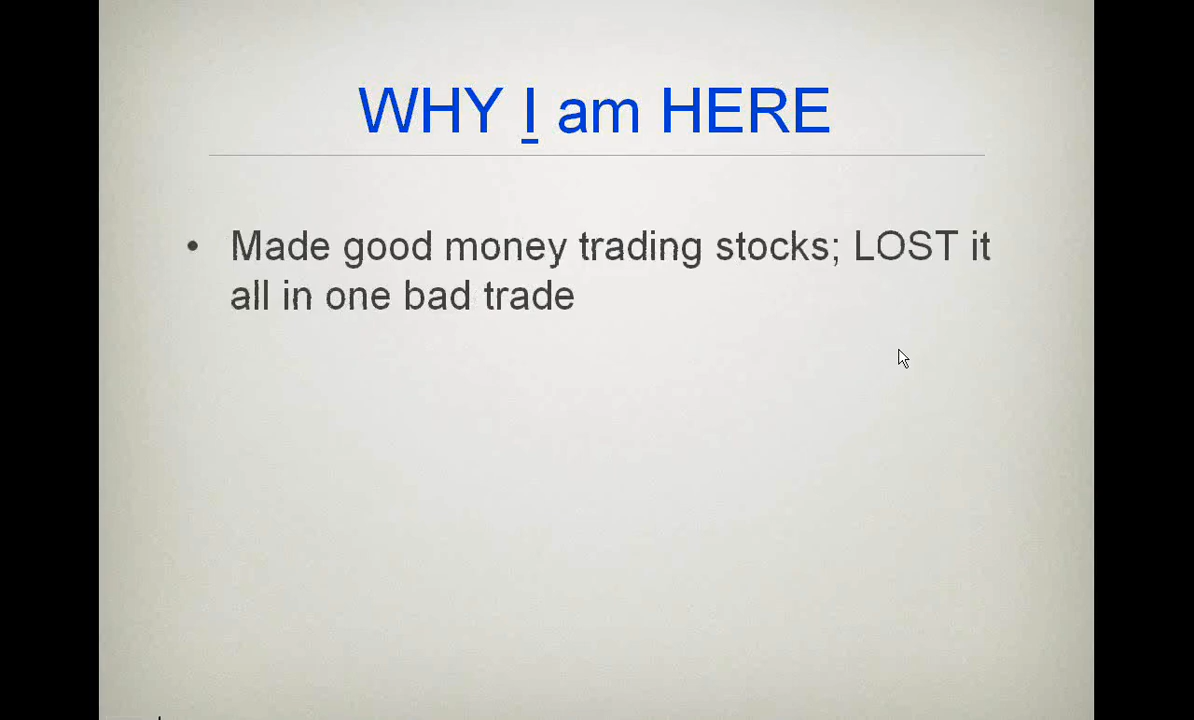 WHY I am HERE
• Made good money trading stocks; LOST it
all in one bad trade